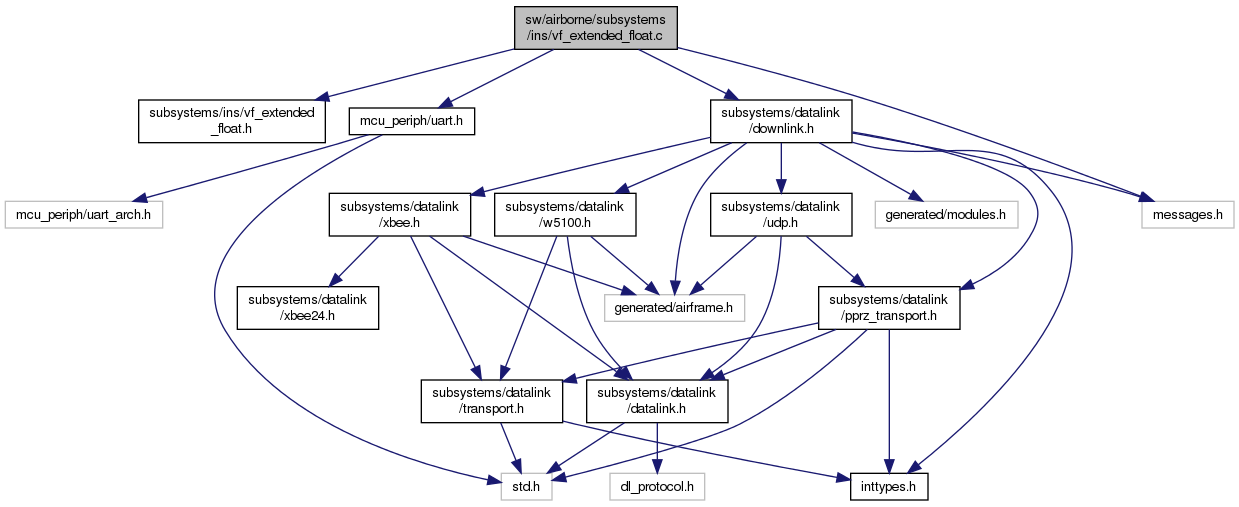 sw/airborne/subsystems
/ins/vf_extended_float.c
subsystems/ins/vf_extended
_float.h
mcu_periph/uart.h
subsystems/datalink
/downlink.h
mcu_periph/uart_arch.h
subsystems/datalink
/xbee.h
subsystems/datalink
/w5100.h
subsystems/datalink
/udp.h
generated/modules.h
messages.h
subsystems/datalink
/xbee24.h
generated/airframe.h
subsystems/datalink
/pprz_transport.h
subsystems/datalink
/transport.h
subsystems/datalink
/datalink.h
std.h
dl_protocol.h
inttypes.h